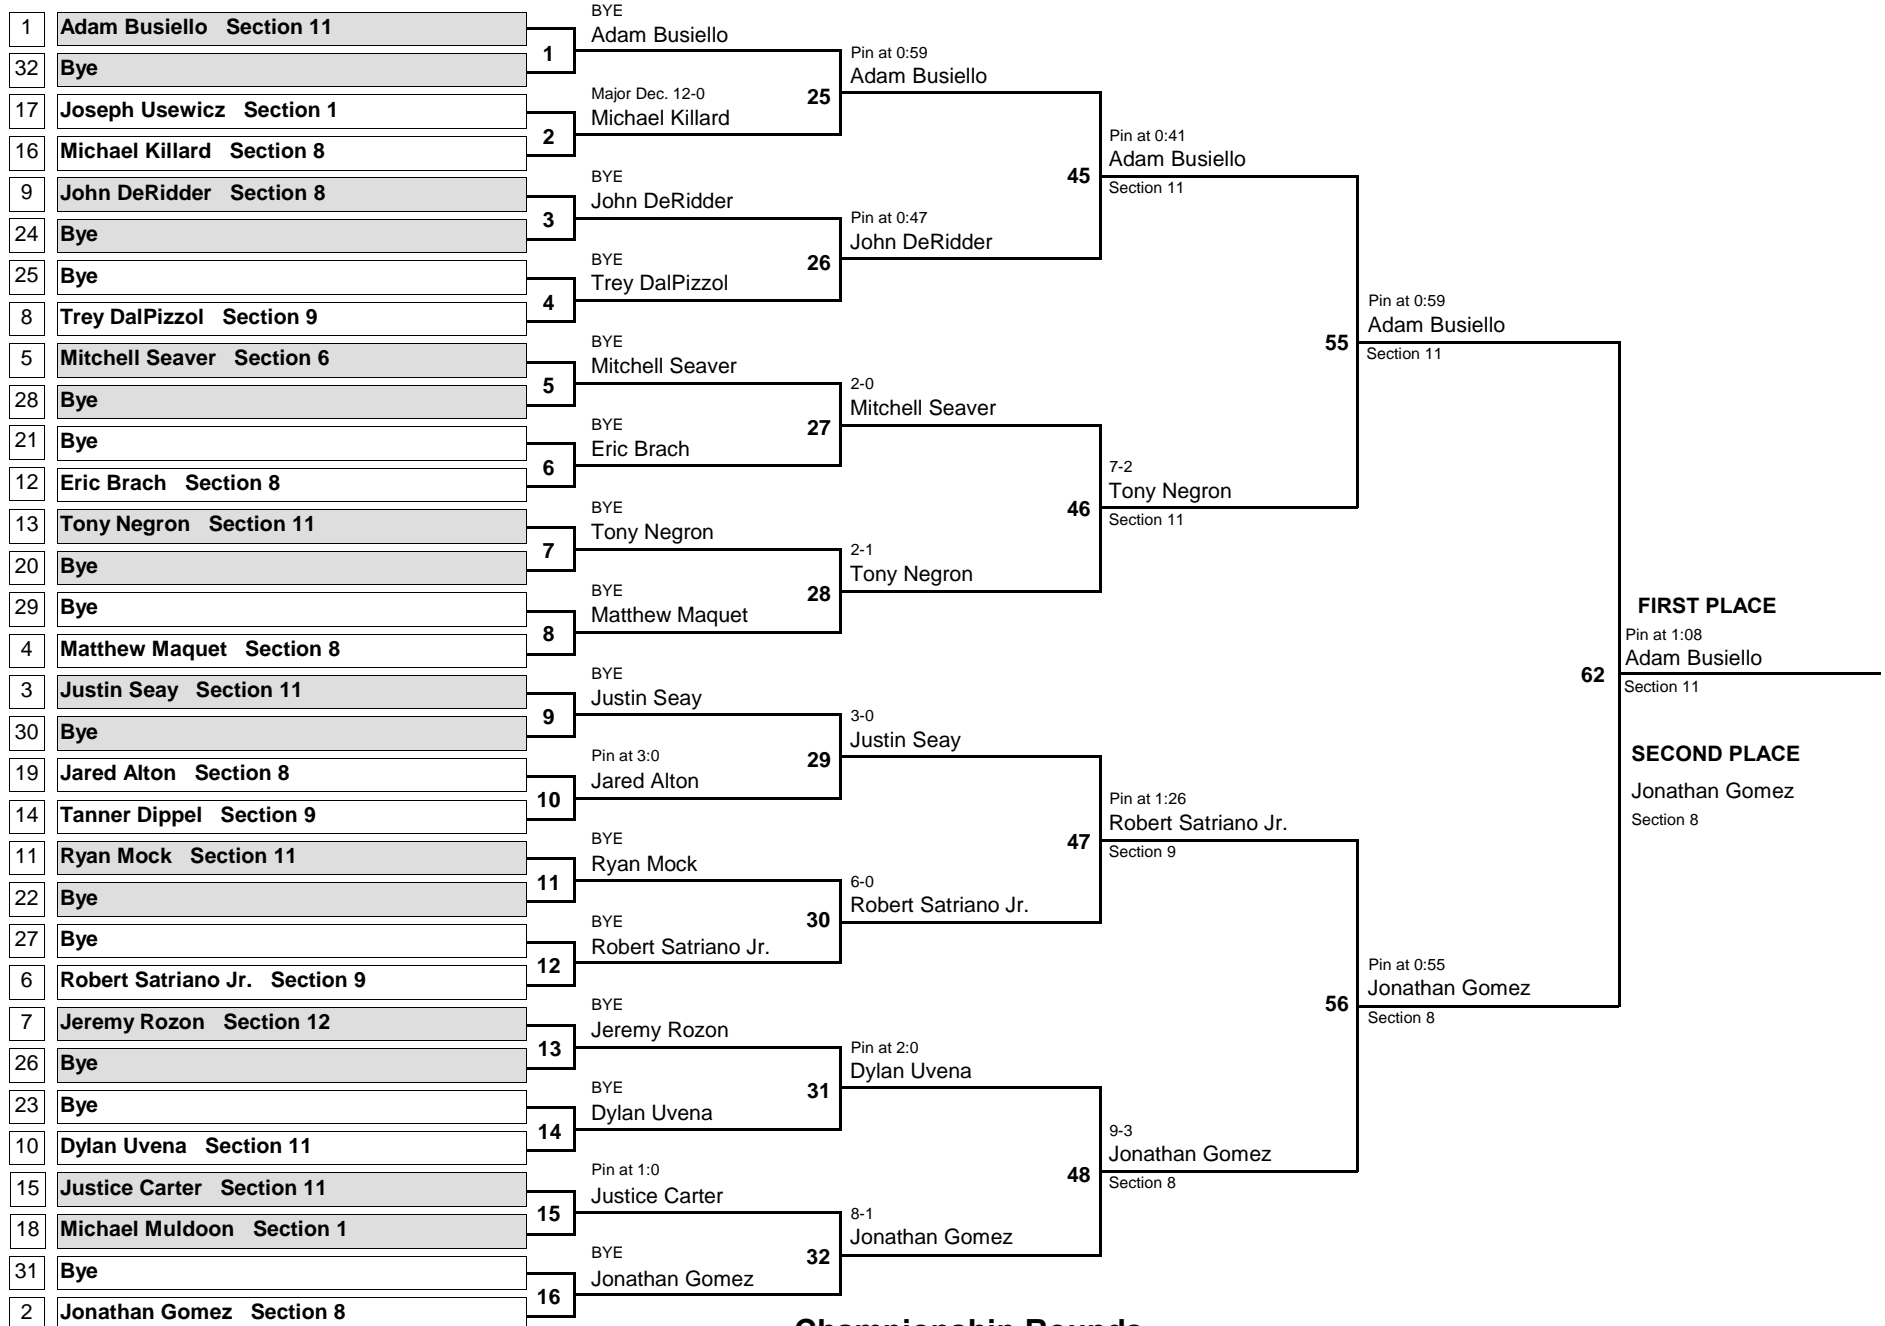 1 Adam Busiello Section 11
32 Bye
17 Joseph Usewicz Section 1
16 Michael Killard Section 8
9 John DeRidder Section 8
24 Bye
25 Bye
8 Trey DalPizzol Section 9
5 Mitchell Seaver Section 6
28 Bye
21 Bye
12 Eric Brach Section 8
13 Tony Negron Section 11
20 Bye
29 Bye
4 Matthew Maquet Section 8
3 Justin Seay Section 11
30 Bye
19 Jared Alton Section 8
14 Tanner Dippel Section 9
11 Ryan Mock Section 11
22 Bye
27 Bye
6 Robert Satriano Jr. Section 9
7 Jeremy Rozon Section 12
26 Bye
23 Bye
10 Dylan Uvena Section 11
15 Justice Carter Section 11
18 Michael Muldoon Section 1
31 Bye
2 Jonathan Gomez Section 8
1
2
3
4
5
6
7
8
9
10
11
12
13
14
15
16
BYE
Adam Busiello
Major Dec. 12-0
Michael Killard
BYE
John DeRidder
BYE
Trey DalPizzol
BYE
Mitchell Seaver
BYE
Eric Brach
BYE
Tony Negron
BYE
Matthew Maquet
BYE
Justin Seay
Pin at 3:0
Jared Alton
BYE
Ryan Mock
BYE
Robert Satriano Jr.
BYE
Jeremy Rozon
BYE
Dylan Uvena
Pin at 1:0
Justice Carter
BYE
Jonathan Gomez
25
26
27
28
29
30
31
32
Pin at 0:59
Adam Busiello
Pin at 0:47
John DeRidder
2-0
Mitchell Seaver
2-1
Tony Negron
3-0
Justin Seay
6-0
Robert Satriano Jr.
Pin at 2:0
Dylan Uvena
8-1
Jonathan Gomez
45
46
47
48
Pin at 0:41
Adam Busiello
Section 11
7-2
Tony Negron
Section 11
Pin at 1:26
Robert Satriano Jr.
Section 9
9-3
Jonathan Gomez
Section 8
55
56
Pin at 0:59
Adam Busiello
Section 11
Pin at 0:55
Jonathan Gomez
Section 8
62
FIRST PLACE
Pin at 1:08
Adam Busiello
Section 11
SECOND PLACE
Jonathan Gomez
Section 8
Championship Rounds